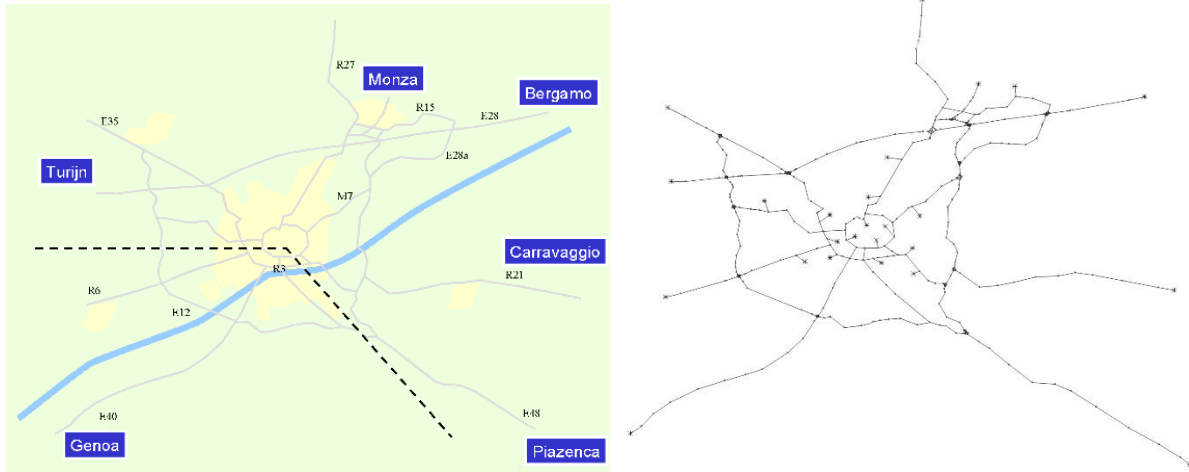 R27
Monza
Bergamo
R15
E28
E35
E28a
Turijn
M7
Carravaggio
R3
R21
R6
E12
E40
E48
Genoa
Piazenca